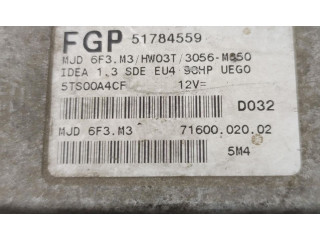 FGP 51784559
MJD 6F3.M3/HW03T/3056-M650
IDEA 1.3 SDE EU4 90HP UEGO
5TS00A4CF 12V=
D032
MJD 6F3.M3 71600.020.02
5M4